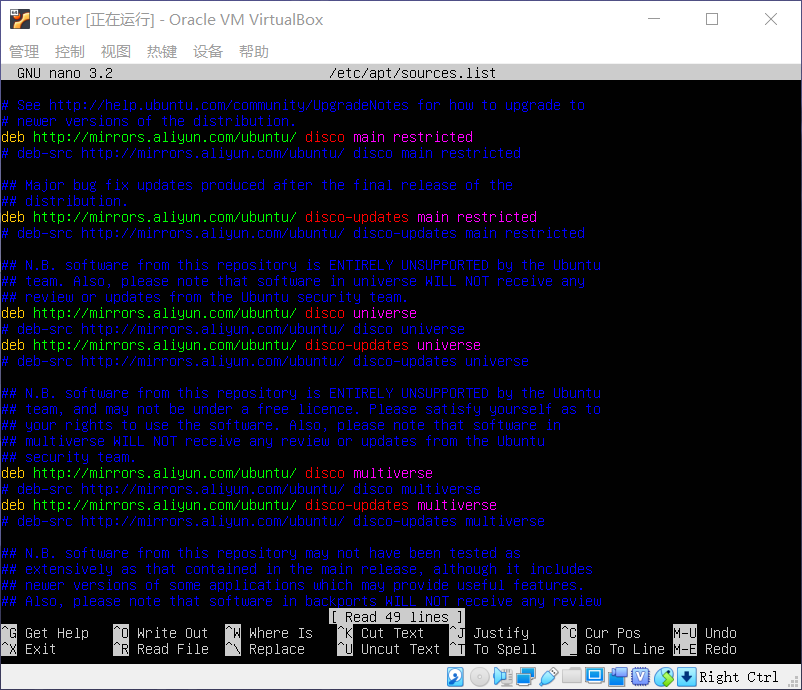 router [正在运行] - Oracle VM VirtualBox
管理 控制 视图 热键 设备 帮助
GNU nano 3.2 /etc/apt/sources.list
# See http://help.ubuntu.com/community/UpgradeNotes for how to upgrade to
# newer versions of the distribution.
deb http://mirrors.aliyun.com/ubuntu/ disco main restricted
# deb-src http://mirrors.aliyun.com/ubuntu/ disco main restricted
## Major bug fix updates produced after the final release of the
## distribution.
deb http://mirrors.aliyun.com/ubuntu/ disco-updates main restricted
# deb-src http://mirrors.aliyun.com/ubuntu/ disco-updates main restricted
## N.B. software from this repository is ENTIRELY UNSUPPORTED by the Ubuntu
## team. Also, please note that software in universe WILL NOT receive any
## review or updates from the Ubuntu security team.
deb http://mirrors.aliyun.com/ubuntu/ disco universe
# deb-src http://mirrors.aliyun.com/ubuntu/ disco universe
deb http://mirrors.aliyun.com/ubuntu/ disco-updates universe
# deb-src http://mirrors.aliyun.com/ubuntu/ disco-updates universe
## N.B. software from this repository is ENTIRELY UNSUPPORTED by the Ubuntu
## team, and may not be under a free licence. Please satisfy yourself as to
## your rights to use the software. Also, please note that software in
## multiverse WILL NOT receive any review or updates from the Ubuntu
## security team.
deb http://mirrors.aliyun.com/ubuntu/ disco multiverse
# deb-src http://mirrors.aliyun.com/ubuntu/ disco multiverse
deb http://mirrors.aliyun.com/ubuntu/ disco-updates multiverse
# deb-src http://mirrors.aliyun.com/ubuntu/ disco-updates multiverse
## N.B. software from this repository may not have been tested as
## extensively as that contained in the main release, although it includes
## newer versions of some applications which may provide useful features.
## Also, please note that software in backports WILL NOT receive any review
[ Read 49 lines ]
^G Get Help ^O Write Out ^W Where Is ^K Cut Text ^J Justify ^C Cur Pos M-U Undo
^X Exit ^R Read File ^\ Replace ^U Uncut Text ^T To Spell ^_ Go To Line M-E Redo
Right Ctrl